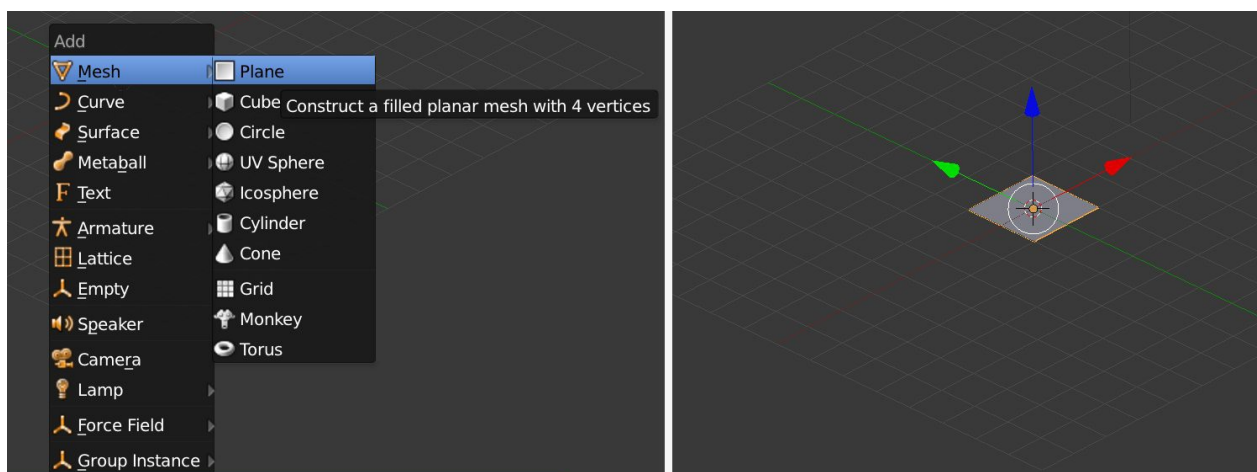 Add
Mesh
Curve
Surface
Metaball
Text
Armature
Lattice
Empty
Speaker
Camera
Lamp
Force Field
Group Instance
Plane
Cube
Construct a filled planar mesh with 4 vertices
Circle
UV Sphere
Icosphere
Cylinder
Cone
Grid
Monkey
Torus